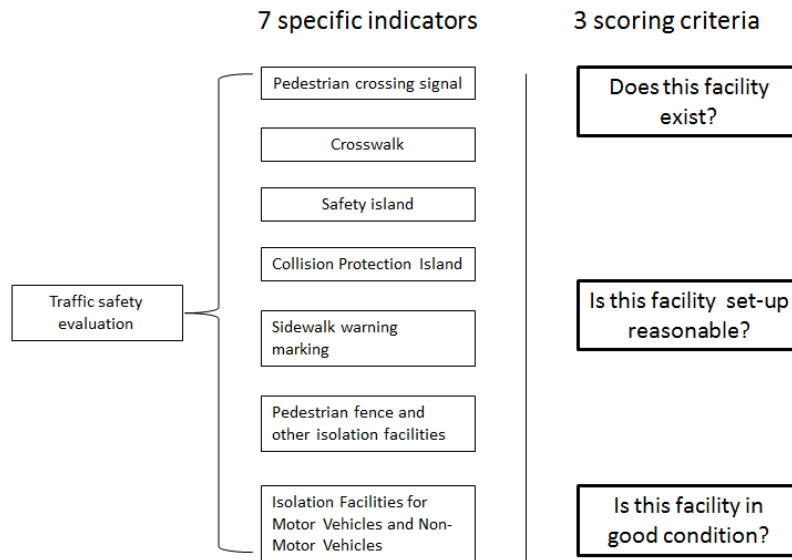 7 specific indicators
3 scoring criteria
Pedestrian crossing signal
Crosswalk
Safety island
Collision Protection Island
Traffic safety
evaluation
Sidewalk warning
marking
Pedestrian fence and
other isolation facilities
Isolation Facilities for
Motor Vehicles and Non-
Motor Vehicles
Does this facility
exist?
Is this facility set-up
reasonable?
Is this facility in
good condition?